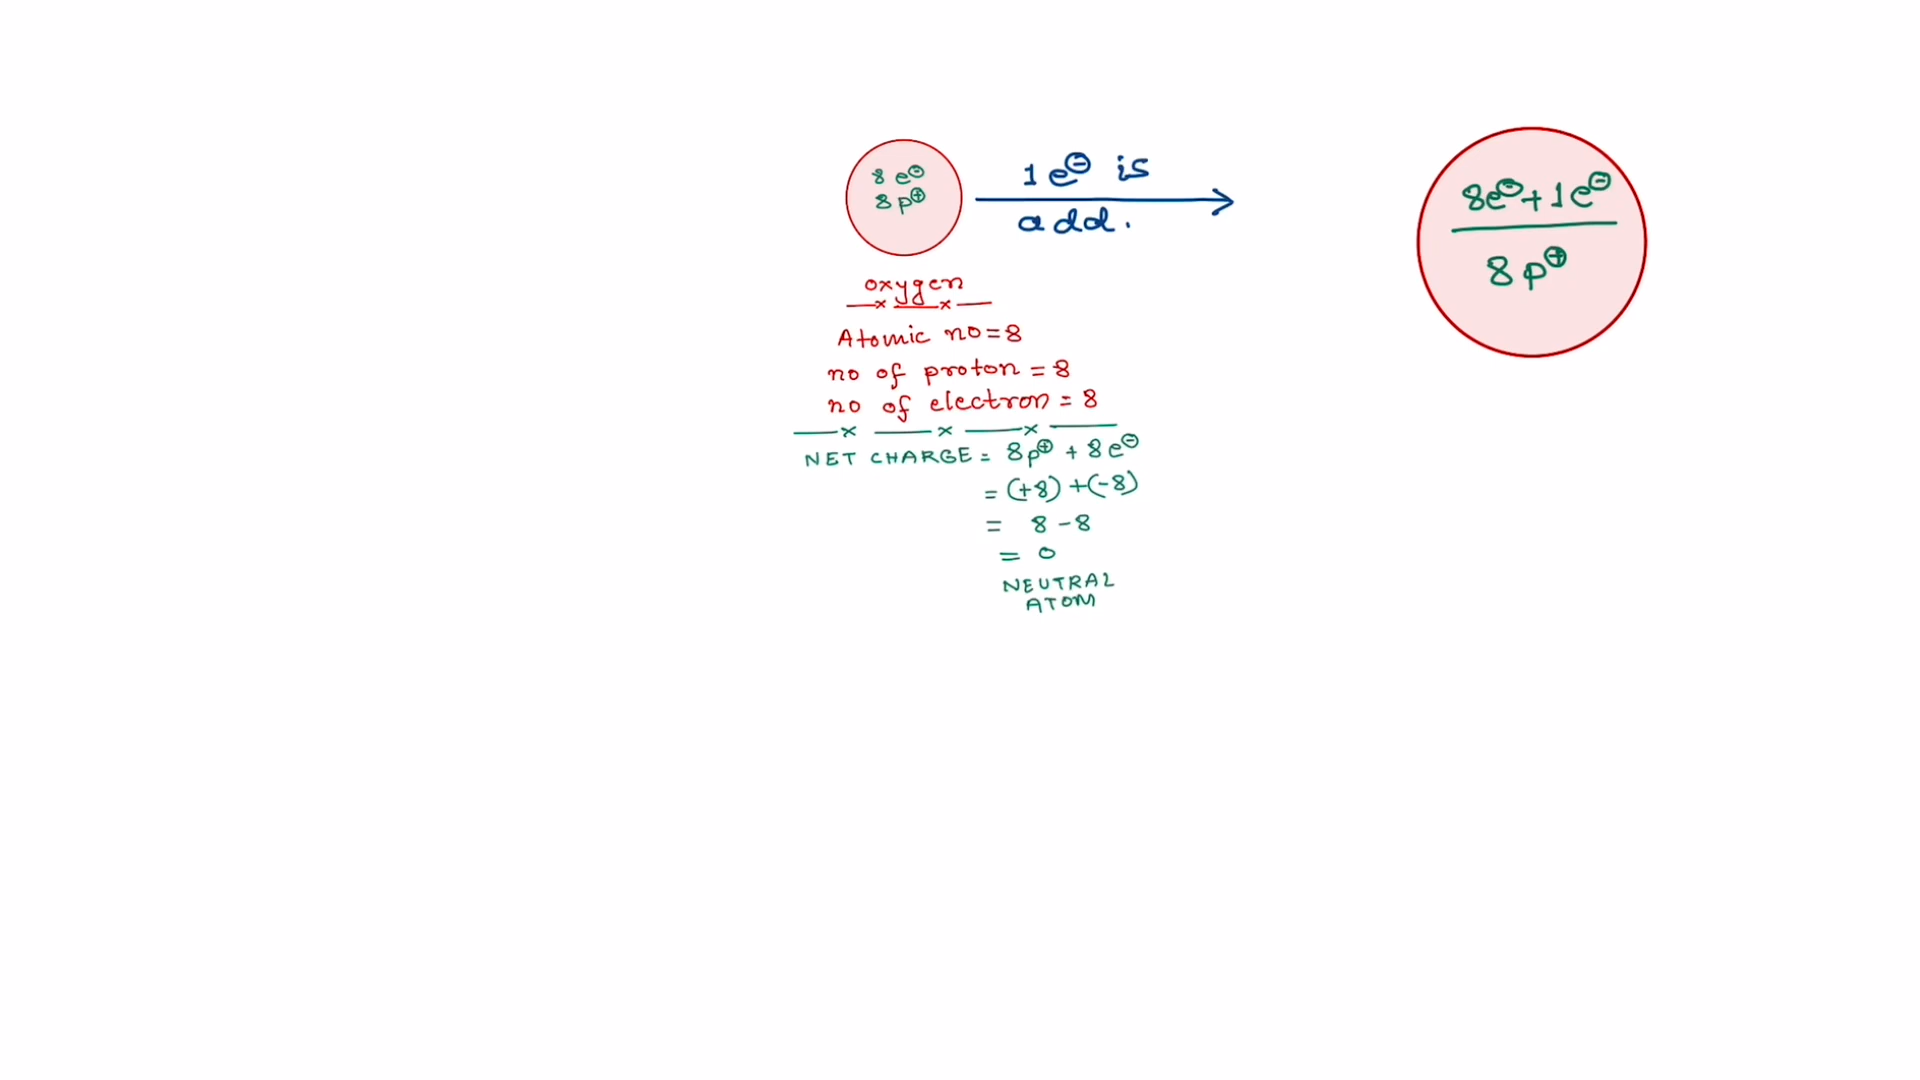 8 e⊖
8 p⊕
1 e⊖ is
add.
8e⊖ + 1e⊖
8 p⊕
oxygen
Atomic no = 8
no of proton = 8
no of electron = 8
NET CHARGE = 8p⊕ + 8e⊖
= (+8) + (-8)
= 8 - 8
= 0
NEUTRAL
ATOM